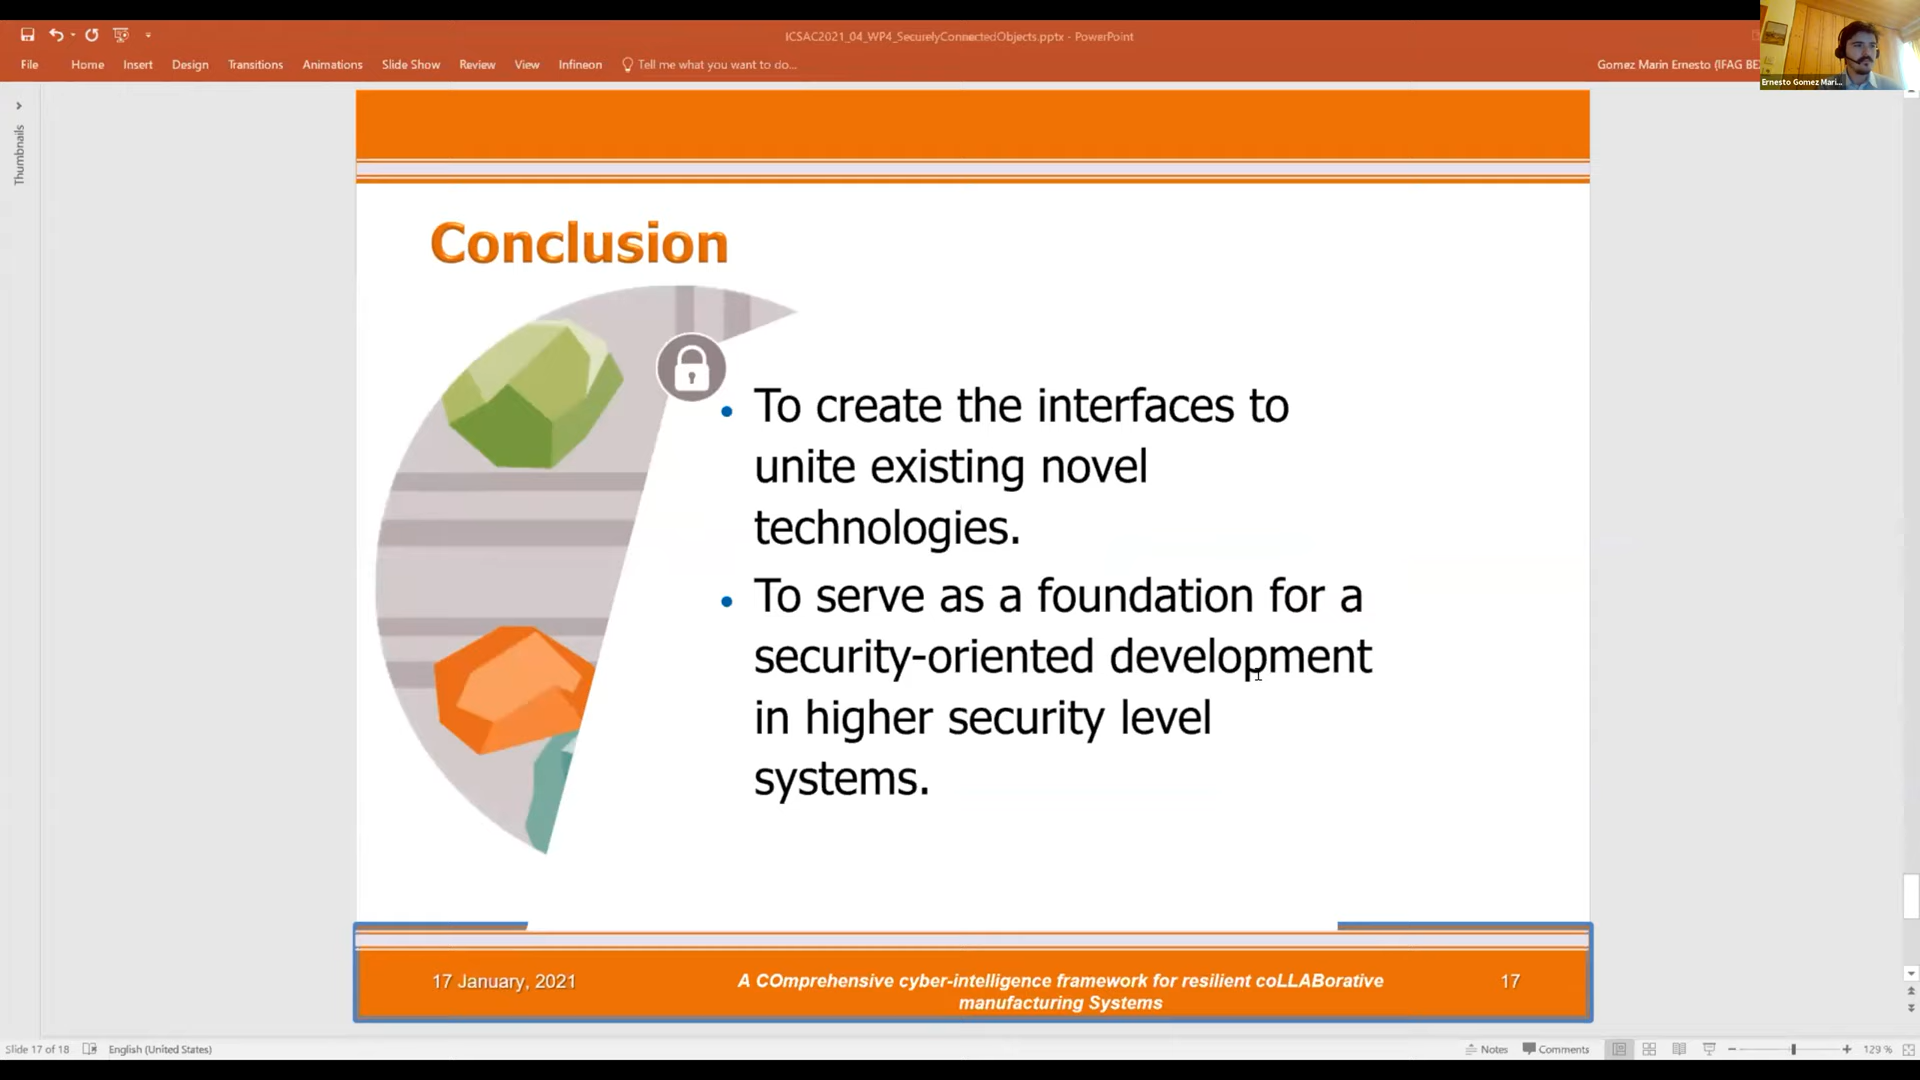 ICSAC2021_04_WP4_SecurelyConnectedObjects.pptx - PowerPoint
File Home Insert Design Transitions Animations Slide Show Review View Infineon Tell me what you want to do...
Gomez Marin Ernesto (IFAG BE
Ernesto Gomez Mari...
Thumbnails
Conclusion
• To create the interfaces to
unite existing novel
technologies.
• To serve as a foundation for a
security-oriented development
in higher security level
systems.
17 January, 2021
A COmprehensive cyber-intelligence framework for resilient coLLABorative
manufacturing Systems
17
Slide 17 of 18 English (United States) Notes Comments 129 %